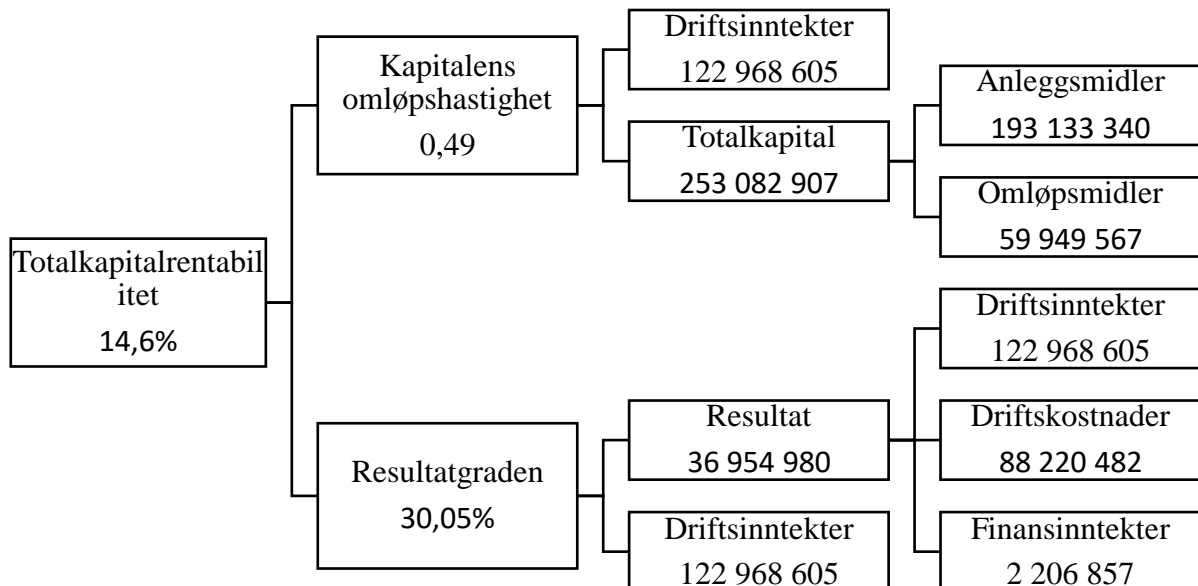 Totalkapitalrentabil
itet
14,6%
Kapitalens
omløpshastighet
0,49
Driftsinntekter
122 968 605
Totalkapital
253 082 907
Anleggsmidler
193 133 340
Omløpsmidler
59 949 567
Resultatgraden
30,05%
Resultat
36 954 980
Driftsinntekter
122 968 605
Driftskostnader
88 220 482
Finansinntekter
2 206 857
Driftsinntekter
122 968 605